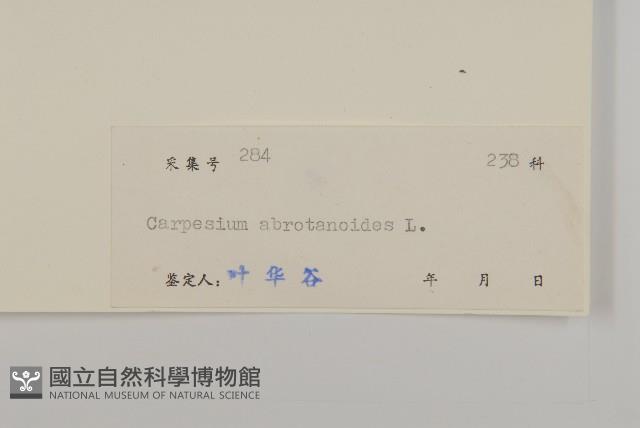 采集号 284 238 科
Carpesium abrotanoides L.
鉴定人：叶华谷 年 月 日
國立自然科學博物館
NATIONAL MUSEUM OF NATURAL SCIENCE